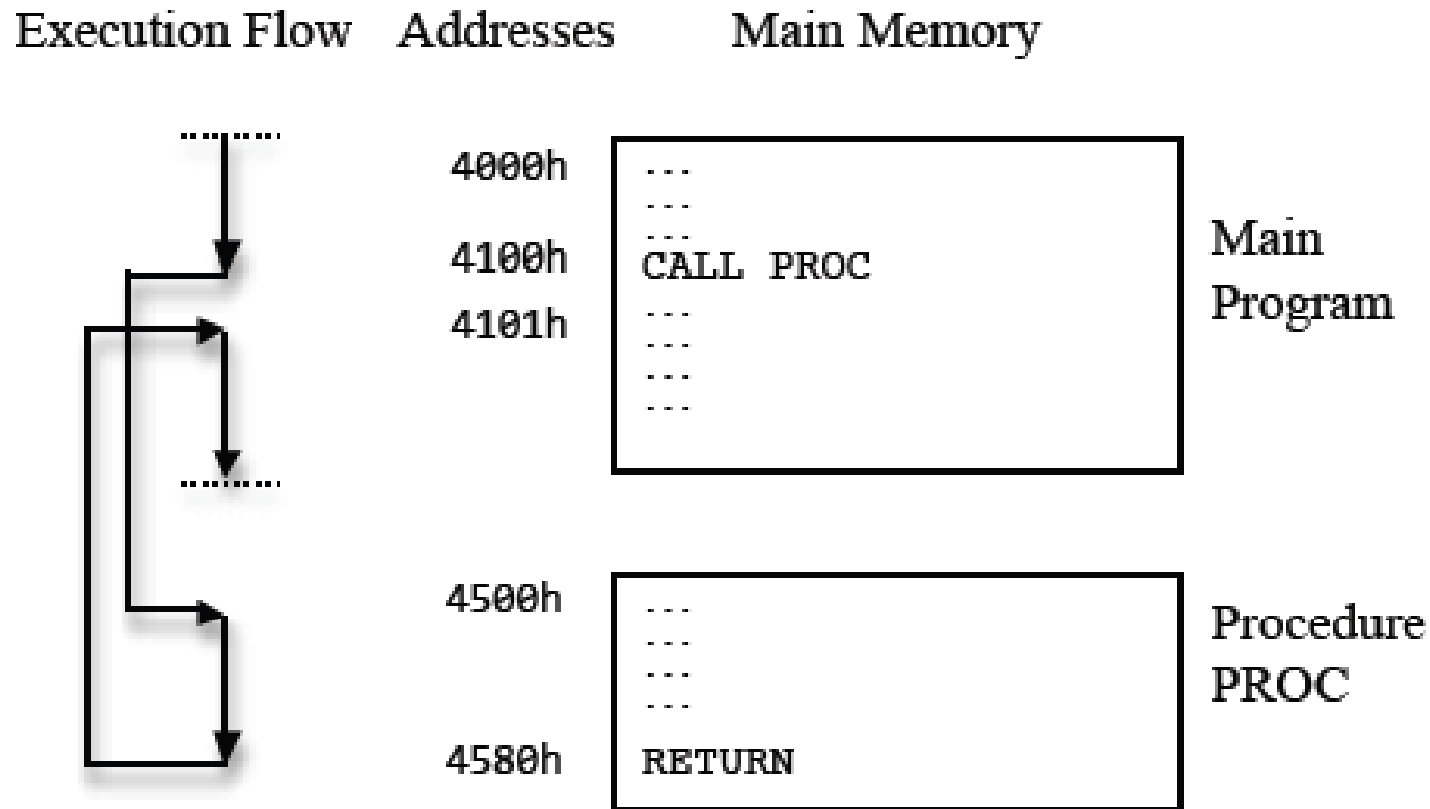 Execution Flow Addresses Main Memory
4000h ---
---
---
4100h CALL PROC
4101h ---
---
---
---
Main
Program
4500h ---
---
---
---
4580h RETURN
Procedure
PROC